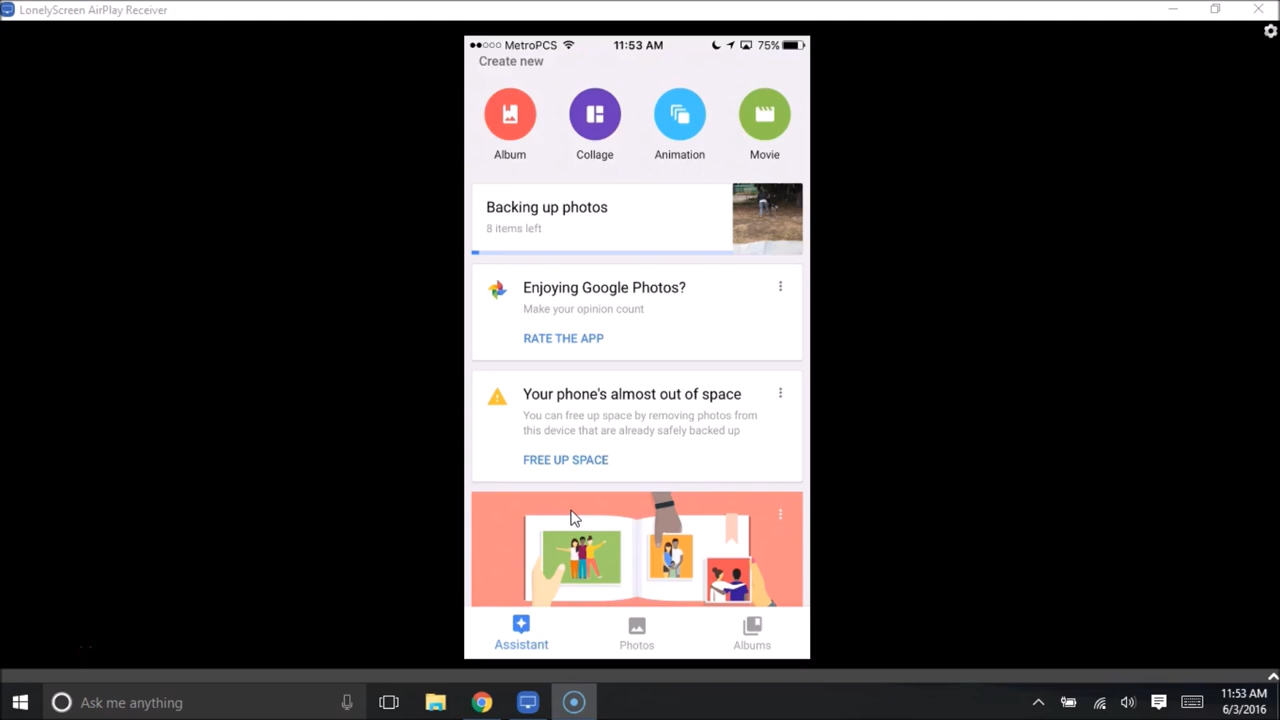 LonelyScreen AirPlay Receiver
MetroPCS 11:53 AM 75%
Create new
Album Collage Animation Movie
Backing up photos
8 items left
Enjoying Google Photos?
Make your opinion count
RATE THE APP
Your phone's almost out of space
You can free up space by removing photos from
this device that are already safely backed up
FREE UP SPACE
Assistant Photos Albums
Ask me anything
11:53 AM
6/3/2016